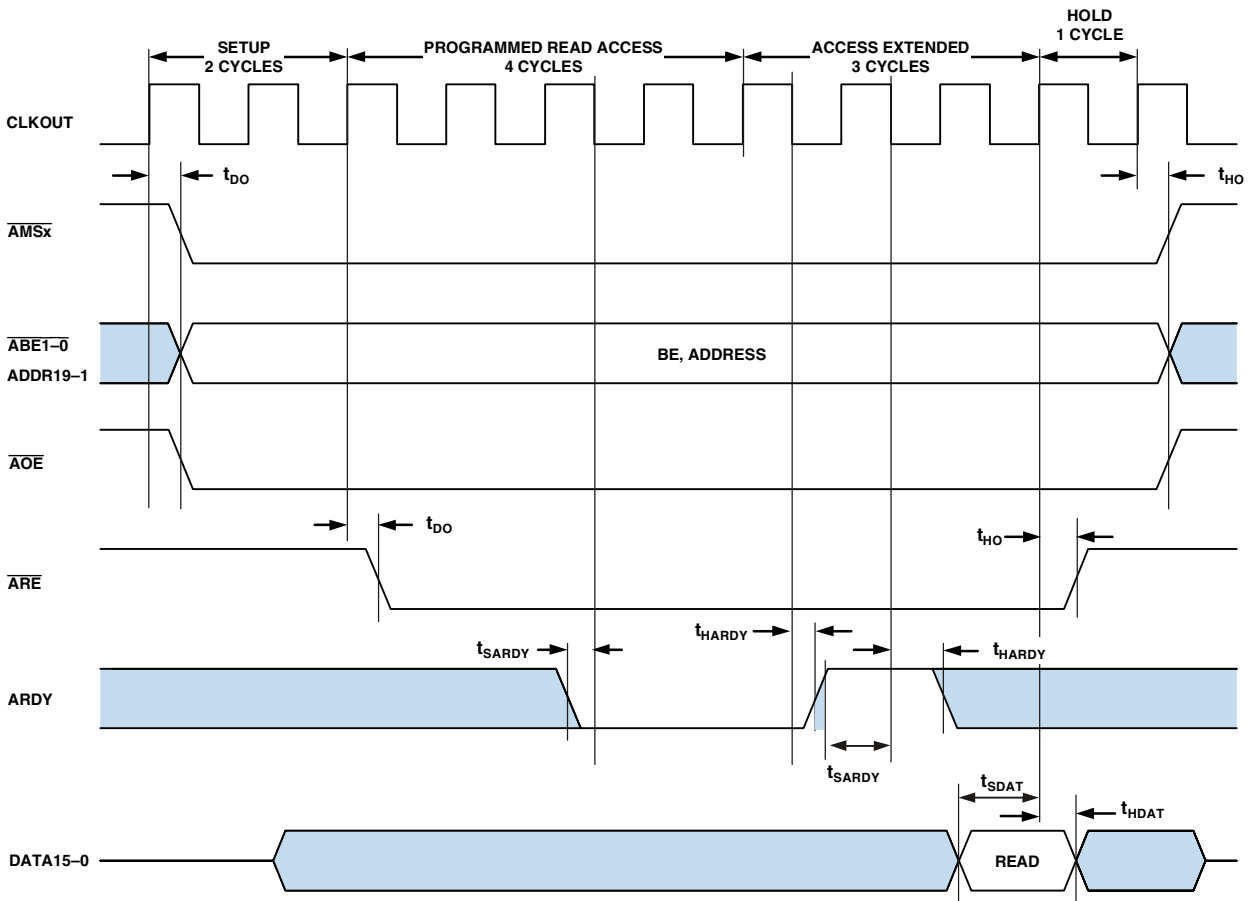 HOLD
1 CYCLE
SETUP
2 CYCLES
PROGRAMMED READ ACCESS
4 CYCLES
ACCESS EXTENDED
3 CYCLES
CLKOUT
tDO
tHO
AMSx
ABE1–0
ADDR19–1
BE, ADDRESS
AOE
tDO
tHO
ARE
tSARDY
tHARDY
tHARDY
ARDY
tSARDY
tSDAT
tHDAT
DATA15–0
READ